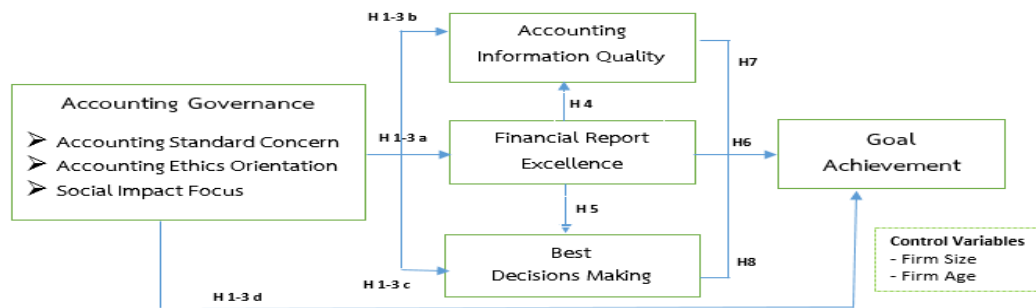 H 1-3 b
Accounting
Information Quality
H7
Accounting Governance
➢ Accounting Standard Concern
➢ Accounting Ethics Orientation
➢ Social Impact Focus
H 4
H 1-3 a
Financial Report
Excellence
H6
Goal
Achievement
H 5
Best
Decisions Making
H 1-3 c
H8
H 1-3 d
Control Variables
- Firm Size
- Firm Age